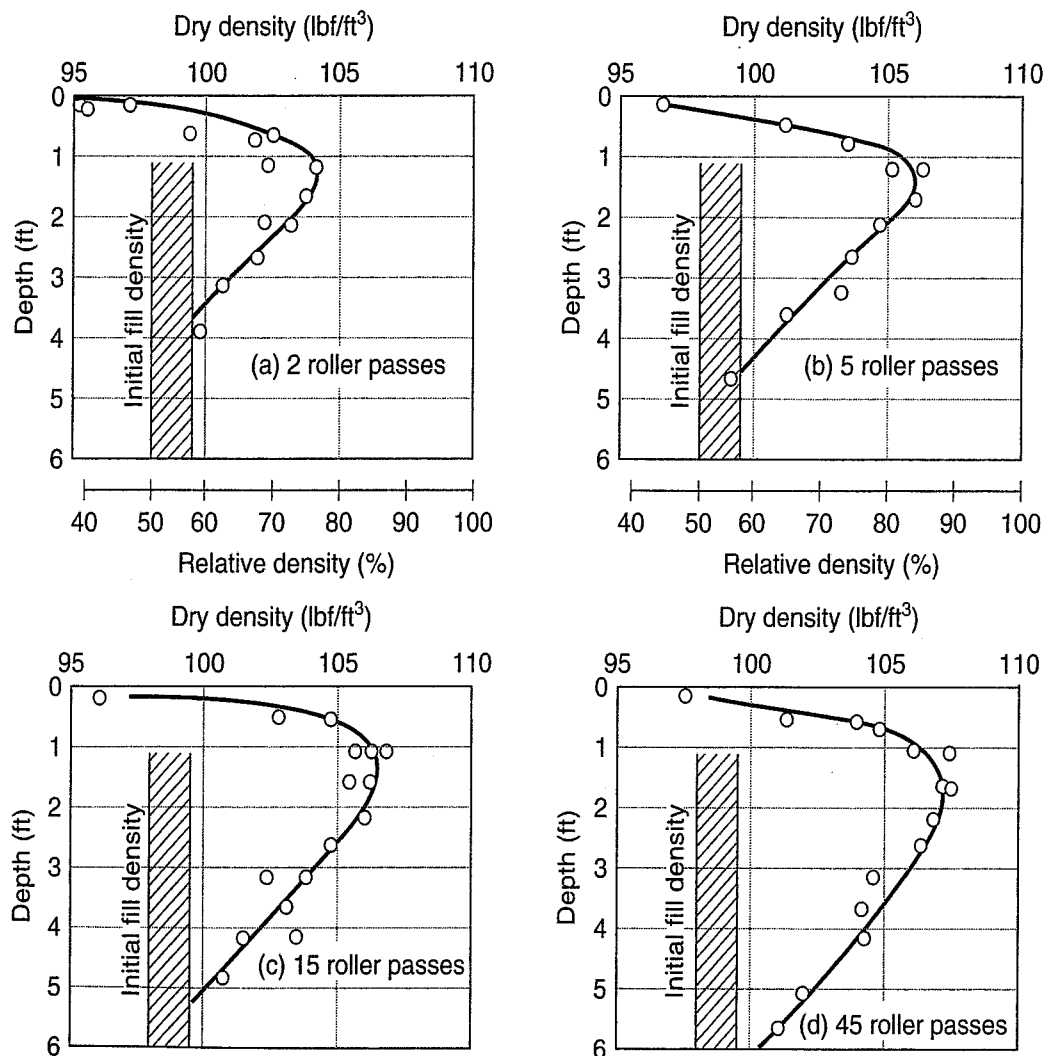 Dry density (lbf/ft³)
95 100 105 110
0
1
2
3
4
5
6
Depth (ft)
Initial fill density
(a) 2 roller passes
40 50 60 70 80 90 100
Relative density (%)
Dry density (lbf/ft³)
95 100 105 110
0
1
2
3
4
5
6
Depth (ft)
Initial fill density
(b) 5 roller passes
40 50 60 70 80 90 100
Relative density (%)
Dry density (lbf/ft³)
95 100 105 110
0
1
2
3
4
5
6
Depth (ft)
Initial fill density
(c) 15 roller passes
Dry density (lbf/ft³)
95 100 105 110
0
1
2
3
4
5
6
Depth (ft)
Initial fill density
(d) 45 roller passes